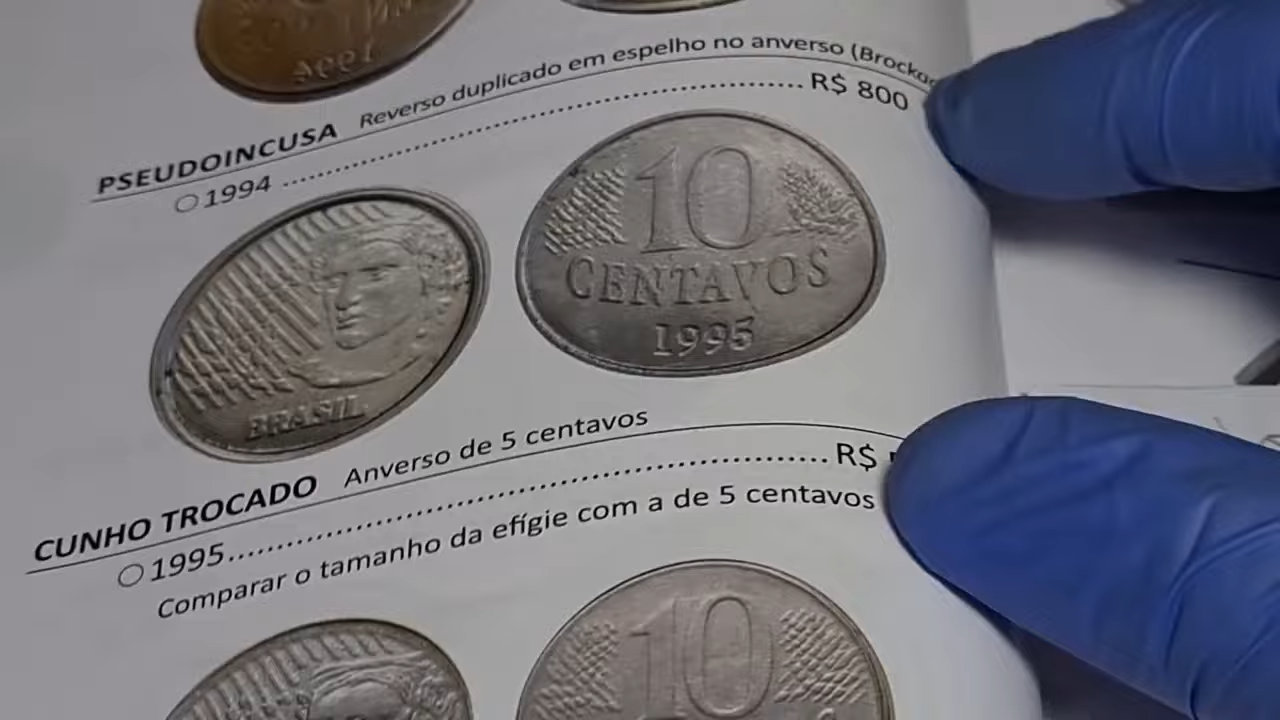 1994
PSEUDOINCUSA Reverso duplicado em espelho no anverso
1994 ........................ R$ 800
BRASIL
10
CENTAVOS
1995
CUNHO TROCADO Anverso de 5 centavos
1995 ........................ R$
Comparar o tamanho da efígie com a de 5 centavos
10